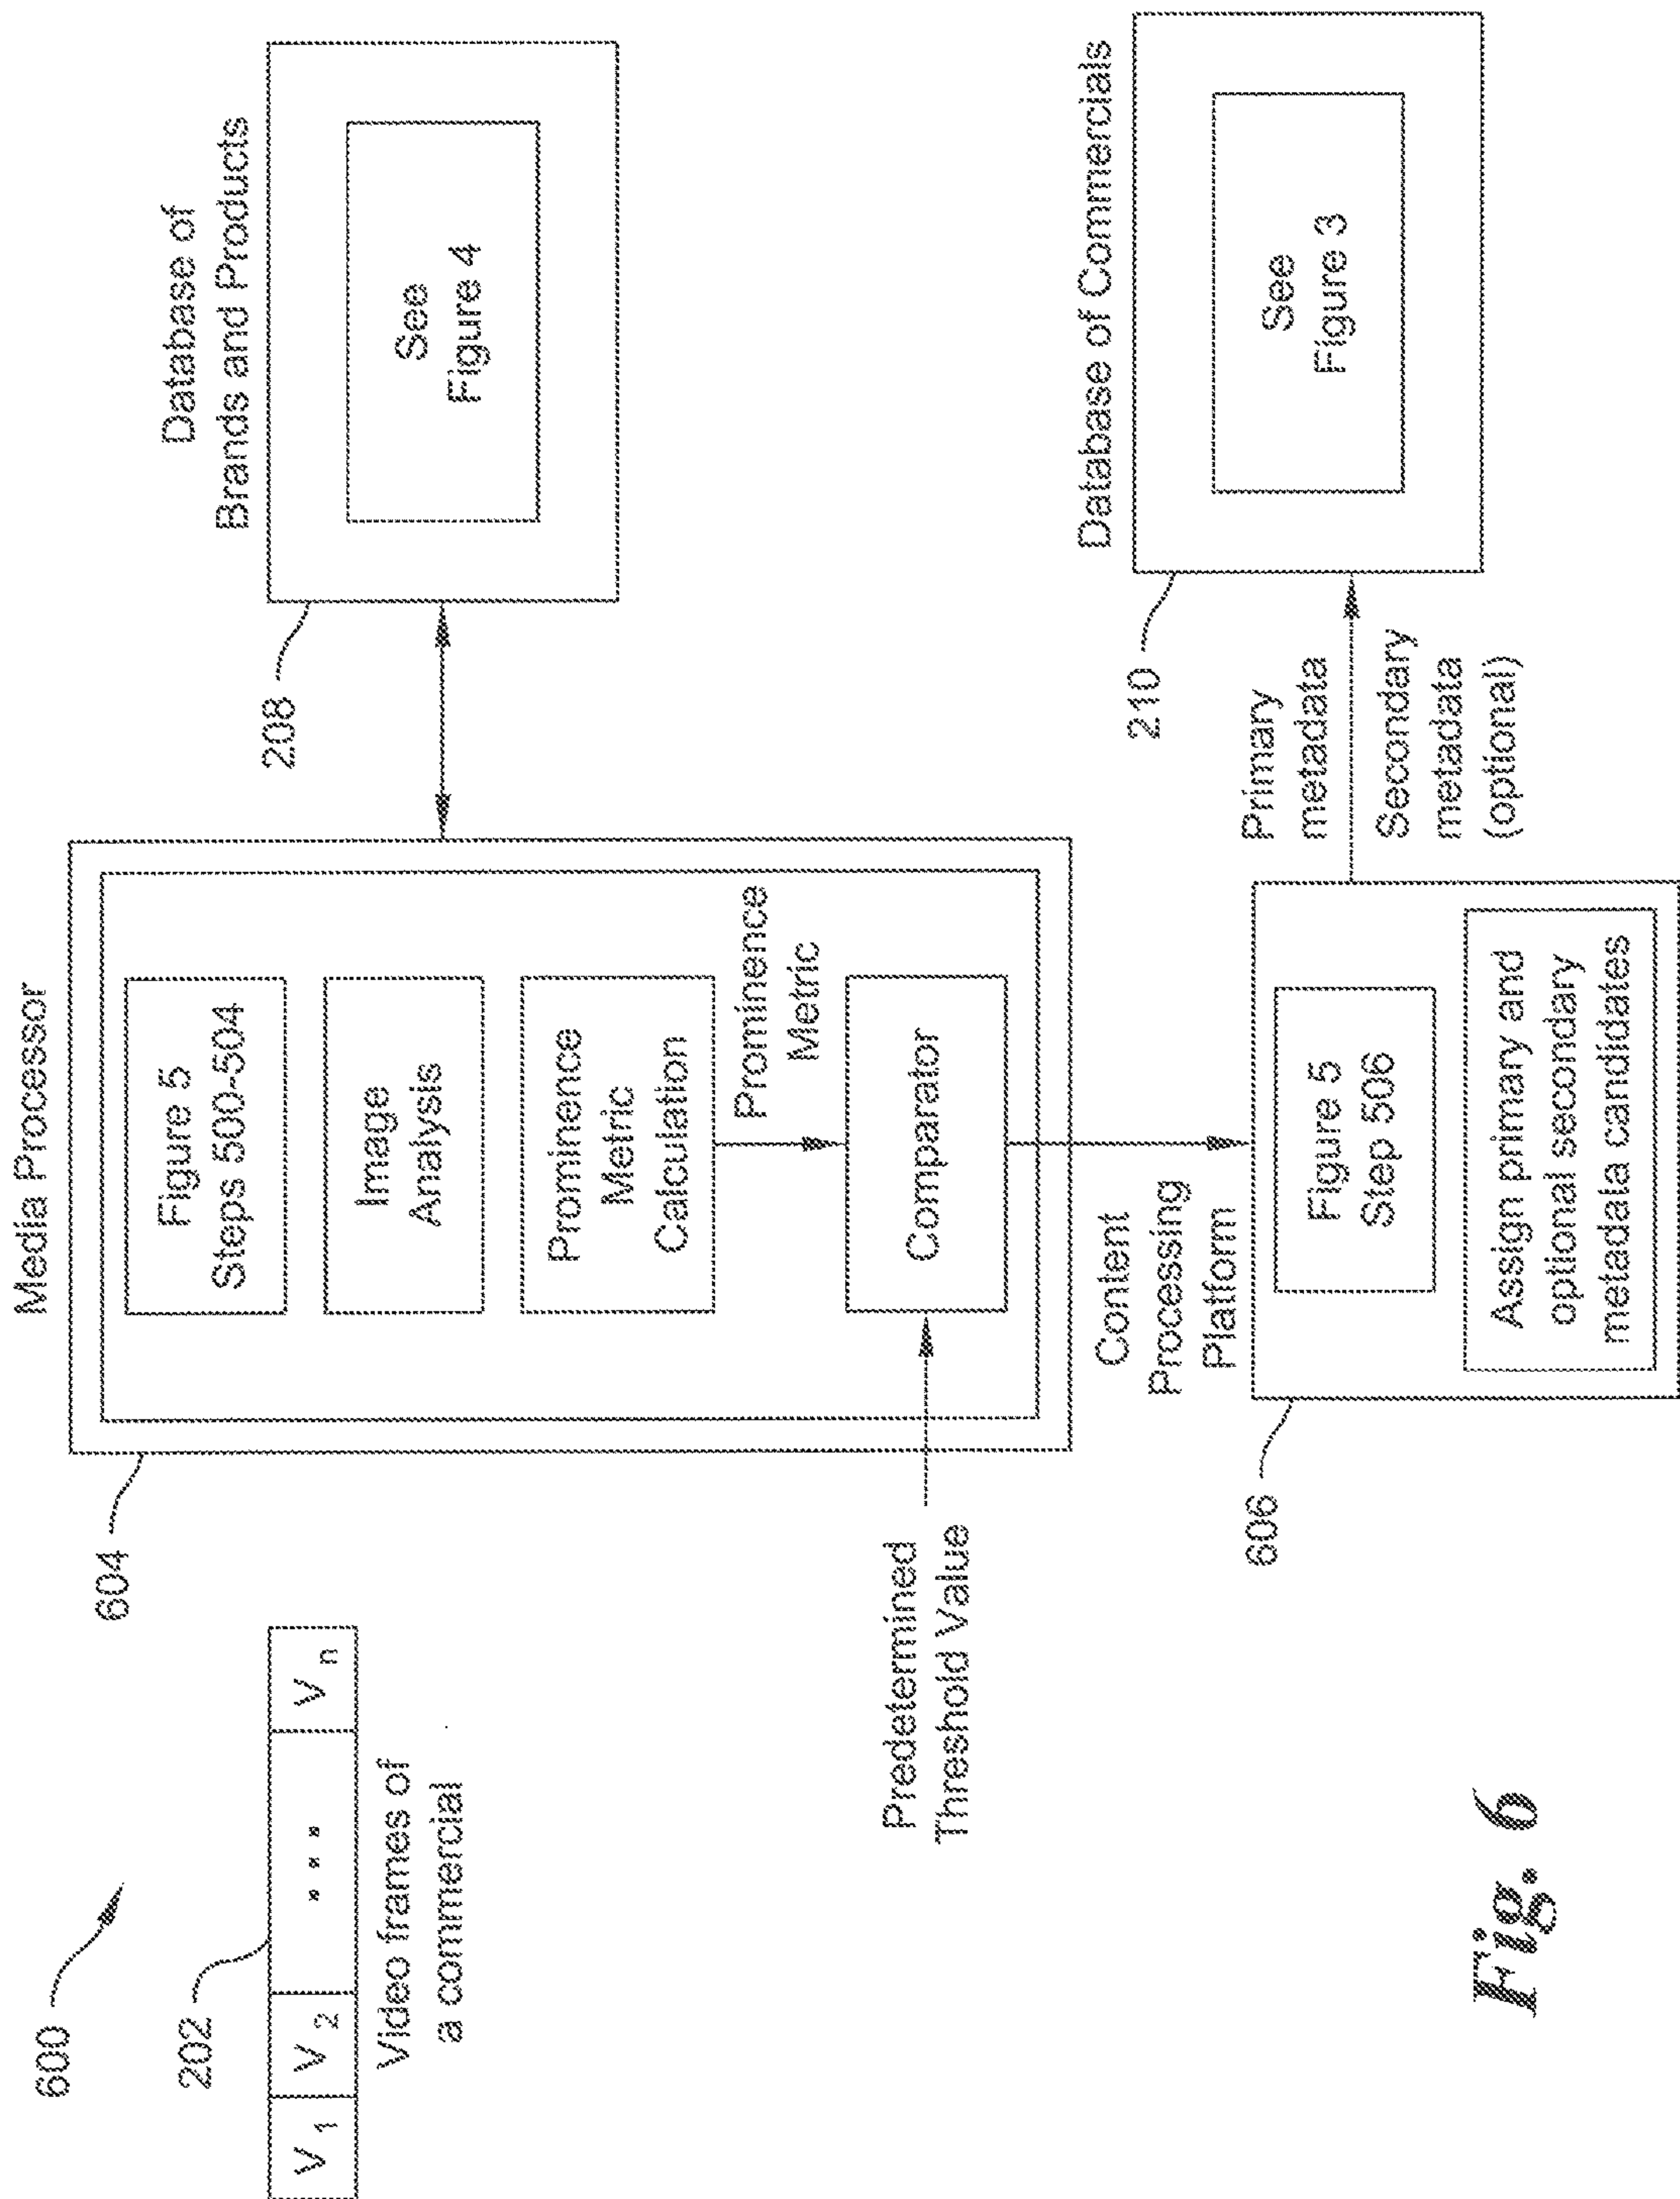 600
202
V 1
V 2
...
V n
Video frames of
a commercial
604
Media Processor
Figure 5
Steps 500-504
Image
Analysis
Prominence
Metric
Calculation
Prominence
Metric
Comparator
Predetermined
Threshold Value
208
Database of
Brands and Products
See
Figure 4
Content
Processing
Platform
606
Figure 5
Step 506
Assign primary and
optional secondary
metadata candidates
Primary
metadata
Secondary
metadata
(optional)
210
Database of Commercials
See
Figure 3
Fig. 6